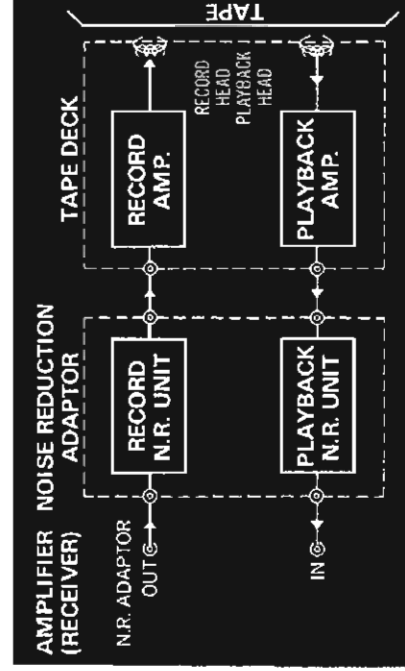 AMPLIFIER
(RECEIVER)
NOISE REDUCTION
ADAPTOR
TAPE DECK
TAPE
N.R. ADAPTOR
OUT
RECORD
N.R. UNIT
RECORD
AMP.
RECORD
HEAD
PLAYBACK
HEAD
IN
PLAYBACK
N.R. UNIT
PLAYBACK
AMP.